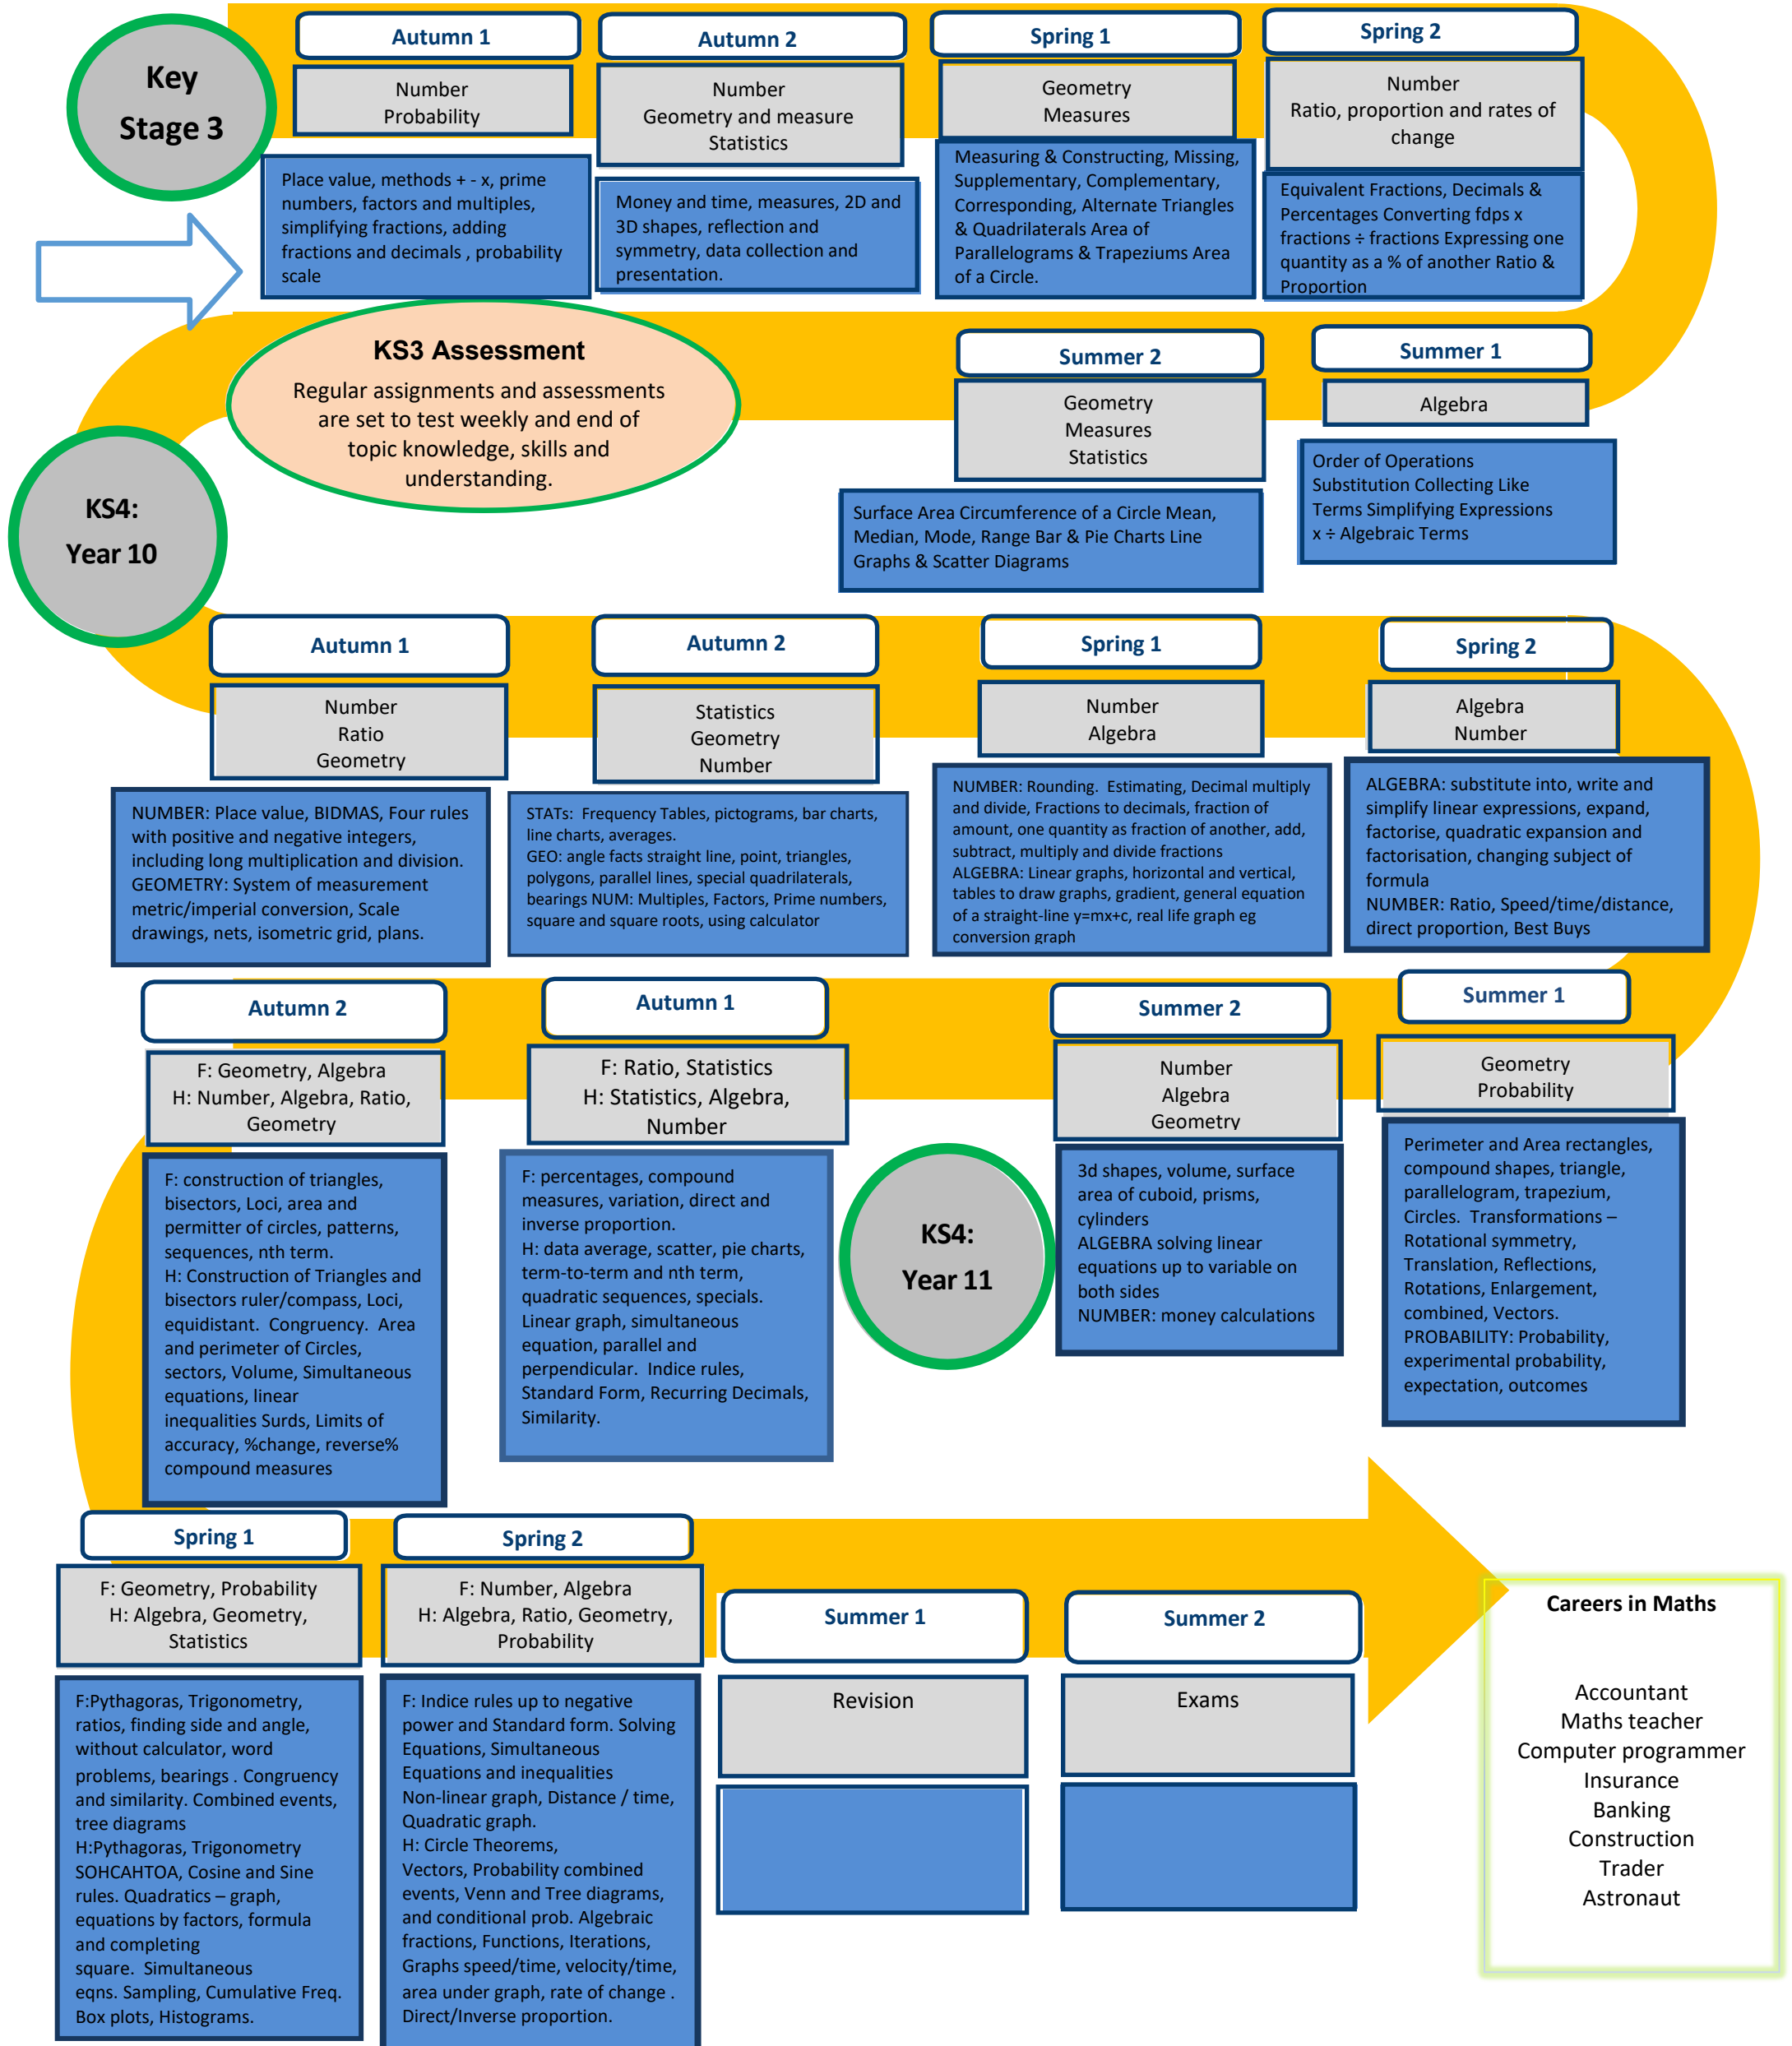 Key
Stage 3
Autumn 1
Number
Probability
Place value, methods + - x, prime
numbers, factors and multiples,
simplifying fractions, adding
fractions and decimals , probability
scale
Autumn 2
Number
Geometry and measure
Statistics
Money and time, measures, 2D and
3D shapes, reflection and
symmetry, data collection and
presentation.
Spring 1
Geometry
Measures
Measuring & Constructing, Missing,
Supplementary, Complementary,
Corresponding, Alternate Triangles
& Quadrilaterals Area of
Parallelograms & Trapeziums Area
of a Circle.
Spring 2
Number
Ratio, proportion and rates of
change
Equivalent Fractions, Decimals &
Percentages Converting fdps x
fractions ÷ fractions Expressing one
quantity as a % of another Ratio &
Proportion
Summer 1
Algebra
Order of Operations
Substitution Collecting Like
Terms Simplifying Expressions
x ÷ Algebraic Terms
Summer 2
Geometry
Measures
Statistics
Surface Area Circumference of a Circle Mean,
Median, Mode, Range Bar & Pie Charts Line
Graphs & Scatter Diagrams
KS3 Assessment
Regular assignments and assessments
are set to test weekly and end of
topic knowledge, skills and
understanding.
KS4:
Year 10
Autumn 1
Number
Ratio
Geometry
NUMBER: Place value, BIDMAS, Four rules
with positive and negative integers,
including long multiplication and division.
GEOMETRY: System of measurement
metric/imperial conversion, Scale
drawings, nets, isometric grid, plans.
Autumn 2
Statistics
Geometry
Number
STATs: Frequency Tables, pictograms, bar charts,
line charts, averages.
GEO: angle facts straight line, point, triangles,
polygons, parallel lines, special quadrilaterals,
bearings NUM: Multiples, Factors, Prime numbers,
square and square roots, using calculator
Spring 1
Number
Algebra
NUMBER: Rounding. Estimating, Decimal multiply
and divide, Fractions to decimals, fraction of
amount, one quantity as fraction of another, add,
subtract, multiply and divide fractions
ALGEBRA: Linear graphs, horizontal and vertical,
tables to draw graphs, gradient, general equation
of a straight-line y=mx+c, real life graph eg
conversion graph
Spring 2
Algebra
Number
ALGEBRA: substitute into, write and
simplify linear expressions, expand,
factorise, quadratic expansion and
factorisation, changing subject of
formula
NUMBER: Ratio, Speed/time/distance,
direct proportion, Best Buys
Summer 1
Geometry
Probability
Perimeter and Area rectangles,
compound shapes, triangle,
parallelogram, trapezium,
Circles. Transformations –
Rotational symmetry,
Translation, Reflections,
Rotations, Enlargement,
combined, Vectors.
PROBABILITY: Probability,
experimental probability,
expectation, outcomes
Summer 2
Number
Algebra
Geometry
3d shapes, volume, surface
area of cuboid, prisms,
cylinders
ALGEBRA solving linear
equations up to variable on
both sides
NUMBER: money calculations
KS4:
Year 11
Autumn 1
F: Ratio, Statistics
H: Statistics, Algebra,
Number
F: percentages, compound
measures, variation, direct and
inverse proportion.
H: data average, scatter, pie charts,
term-to-term and nth term,
quadratic sequences, specials.
Linear graph, simultaneous
equation, parallel and
perpendicular. Indice rules,
Standard Form, Recurring Decimals,
Similarity.
Autumn 2
F: Geometry, Algebra
H: Number, Algebra, Ratio,
Geometry
F: construction of triangles,
bisectors, Loci, area and
permitter of circles, patterns,
sequences, nth term.
H: Construction of Triangles and
bisectors ruler/compass, Loci,
equidistant. Congruency. Area
and perimeter of Circles,
sectors, Volume, Simultaneous
equations, linear
inequalities Surds, Limits of
accuracy, %change, reverse%
compound measures
Spring 1
F: Geometry, Probability
H: Algebra, Geometry,
Statistics
F:Pythagoras, Trigonometry,
ratios, finding side and angle,
without calculator, word
problems, bearings . Congruency
and similarity. Combined events,
tree diagrams
H:Pythagoras, Trigonometry
SOHCAHTOA, Cosine and Sine
rules. Quadratics – graph,
equations by factors, formula
and completing
square. Simultaneous
eqns. Sampling, Cumulative Freq.
Box plots, Histograms.
Spring 2
F: Number, Algebra
H: Algebra, Ratio, Geometry,
Probability
F: Indice rules up to negative
power and Standard form. Solving
Equations, Simultaneous
Equations and inequalities
Non-linear graph, Distance / time,
Quadratic graph.
H: Circle Theorems,
Vectors, Probability combined
events, Venn and Tree diagrams,
and conditional prob. Algebraic
fractions, Functions, Iterations,
Graphs speed/time, velocity/time,
area under graph, rate of change .
Direct/Inverse proportion.
Summer 1
Revision
Summer 2
Exams
Careers in Maths
Accountant
Maths teacher
Computer programmer
Insurance
Banking
Construction
Trader
Astronaut